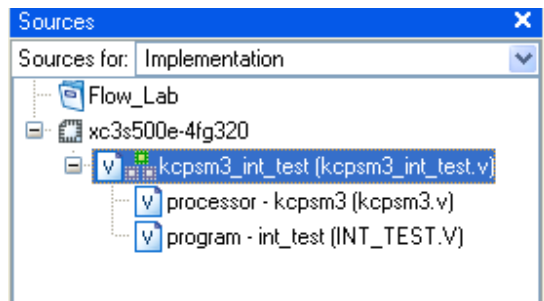 Sources
Sources for: Implementation
Flow_Lab
xc3s500e-4fg320
V kcpsm3_int_test (kcpsm3_int_test.v)
V processor - kcpsm3 (kcpsm3.v)
V program - int_test (INT_TEST.V)